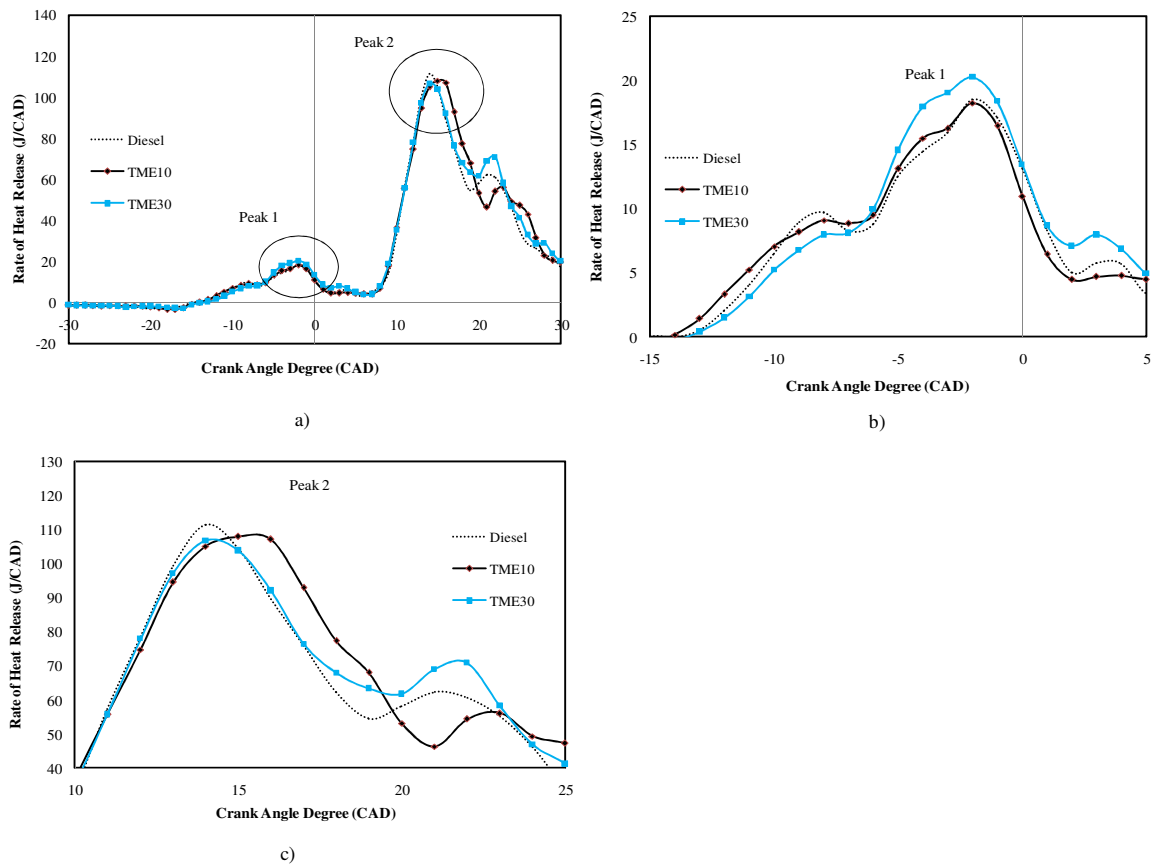 140
120
100
80
60
40
20
0
-20
-30
-20
-10
0
10
20
30
Rate of Heat Release (J/CAD)
Crank Angle Degree (CAD)
Peak 2
Peak 1
Diesel
TME10
TME30
a)
25
20
15
10
5
0
-15
-10
-5
0
5
Rate of Heat Release (J/CAD)
Crank Angle Degree (CAD)
Peak 1
Diesel
TME10
TME30
b)
130
120
110
100
90
80
70
60
50
40
10
15
20
25
Rate of Heat Release (J/CAD)
Crank Angle Degree (CAD)
Peak 2
Diesel
TME10
TME30
c)